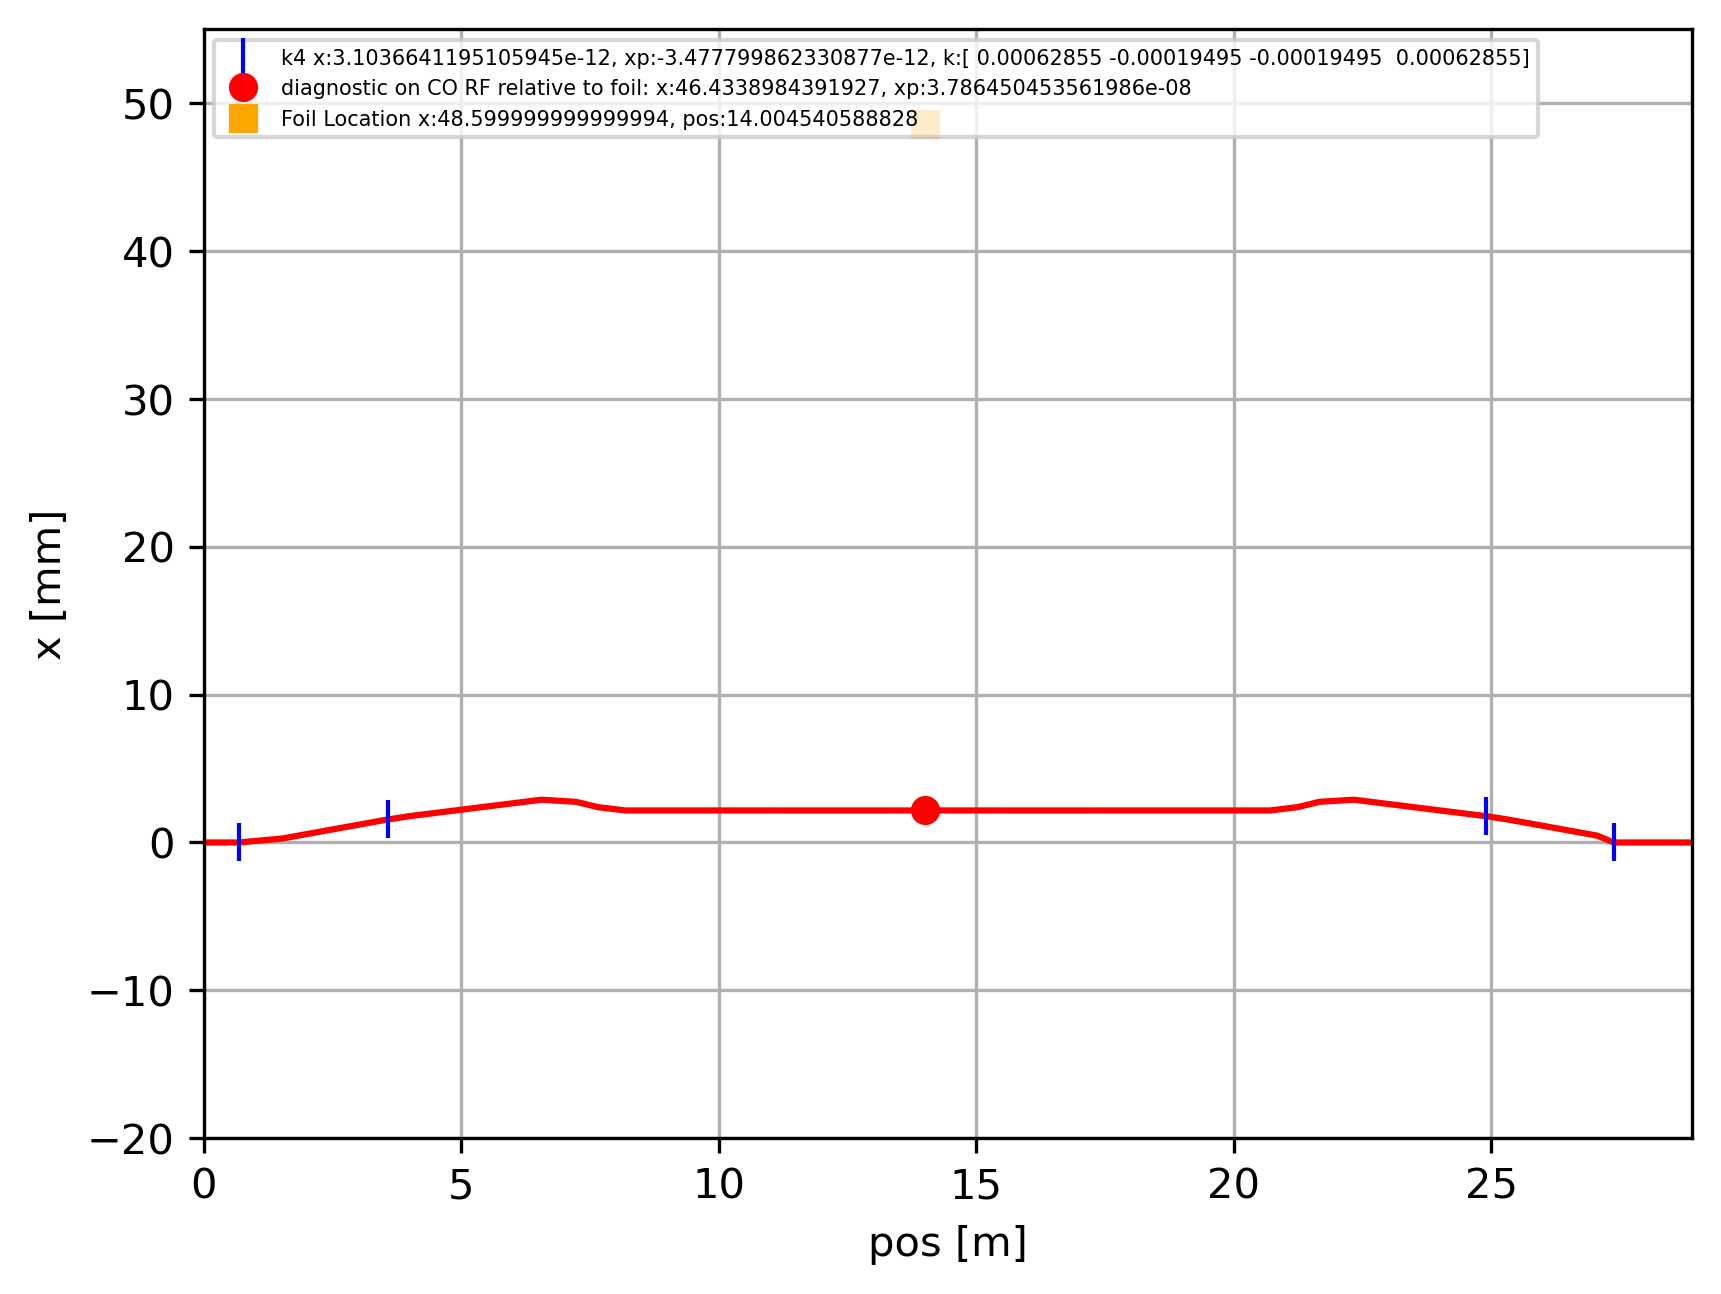 k4 x:3.1036641195105945e-12, xp:-3.477799862330877e-12, k:[ 0.00062855 -0.00019495 -0.00019495  0.00062855]
diagnostic on CO RF relative to foil: x:46.4338984391927, xp:3.786450453561986e-08
Foil Location x:48.599999999999994, pos:14.004540588828
50
40
30
20
10
0
−10
−20
x [mm]
0 5 10 15 20 25
pos [m]